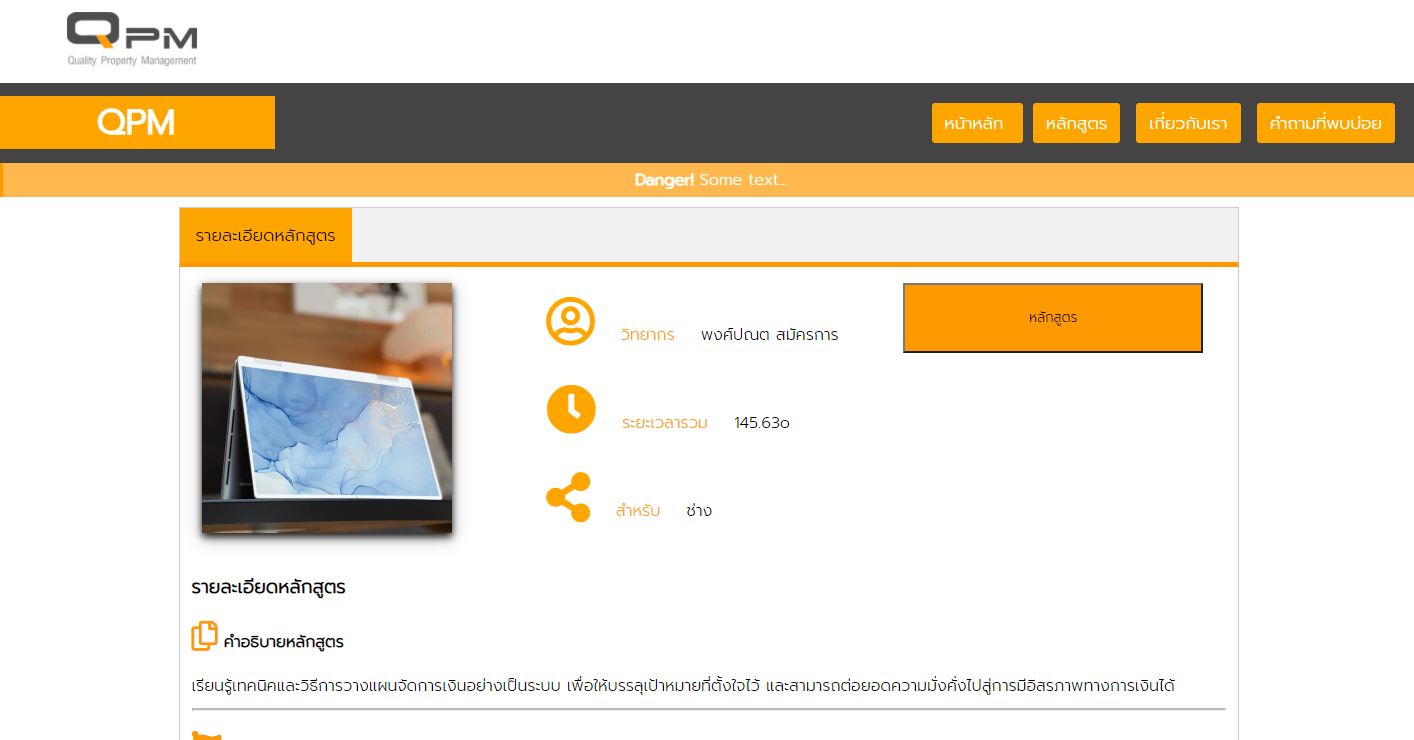 QPM
Quality Property Management
QPM
หน้าหลัก หลักสูตร เกี่ยวกับเรา คำถามที่พบบ่อย
Danger! Some text...
รายละเอียดหลักสูตร
วิทยากร พงศ์ปณต สมัครการ
หลักสูตร
ระยะเวลารวม 145.63o
สำหรับ ช่าง
รายละเอียดหลักสูตร
คำอธิบายหลักสูตร
เรียนรู้เทคนิคและวิธีการวางแผนจัดการเงินอย่างเป็นระบบ เพื่อให้บรรลุเป้าหมายที่ตั้งใจไว้ และสามารถต่อยอดความมั่งคั่งไปสู่การมีอิสรภาพทางการเงินได้